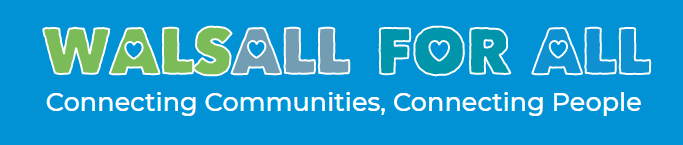 WALSALL FOR ALL
Connecting Communities, Connecting People